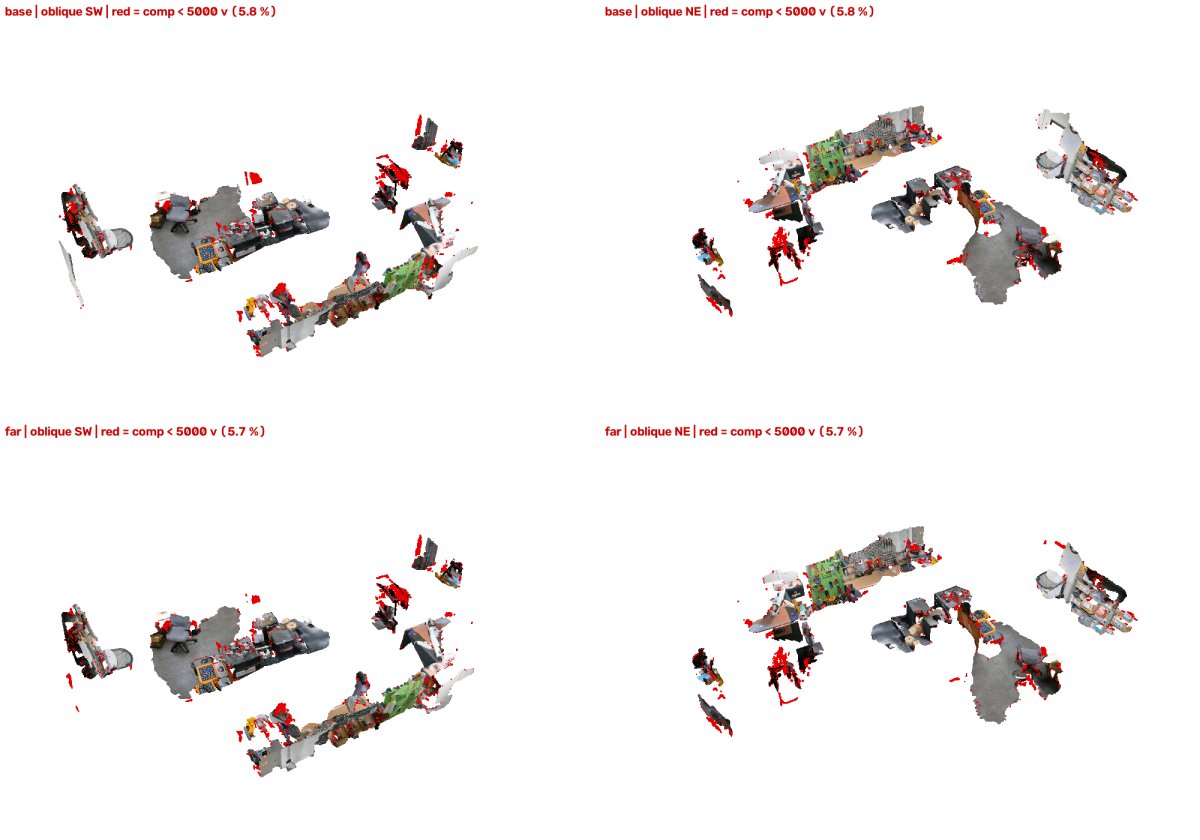 base | oblique SW | red = comp < 5000 v (5.8 %)
base | oblique NE | red = comp < 5000 v (5.8 %)
far | oblique SW | red = comp < 5000 v (5.7 %)
far | oblique NE | red = comp < 5000 v (5.7 %)